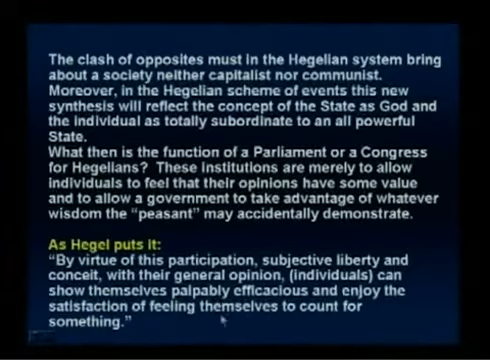 The clash of opposites must in the Hegelian system bring
about a society neither capitalist nor communist.
Moreover, in the Hegelian scheme of events this new
synthesis will reflect the concept of the State as God and
the individual as totally subordinate to an all powerful
State.
What then is the function of a Parliament or a Congress
for Hegelians? These institutions are merely to allow
individuals to feel that their opinions have some value
and to allow a government to take advantage of whatever
wisdom the “peasant” may accidentally demonstrate.
As Hegel puts it:
“By virtue of this participation, subjective liberty and
conceit, with their general opinion, (individuals) can
show themselves palpably efficacious and enjoy the
satisfaction of feeling themselves to count for
something.”